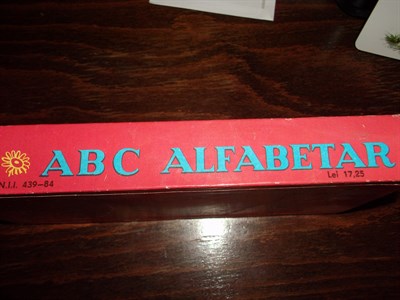 ABC ALFABETAR
N.I.I. 439-84 Lei 17,25